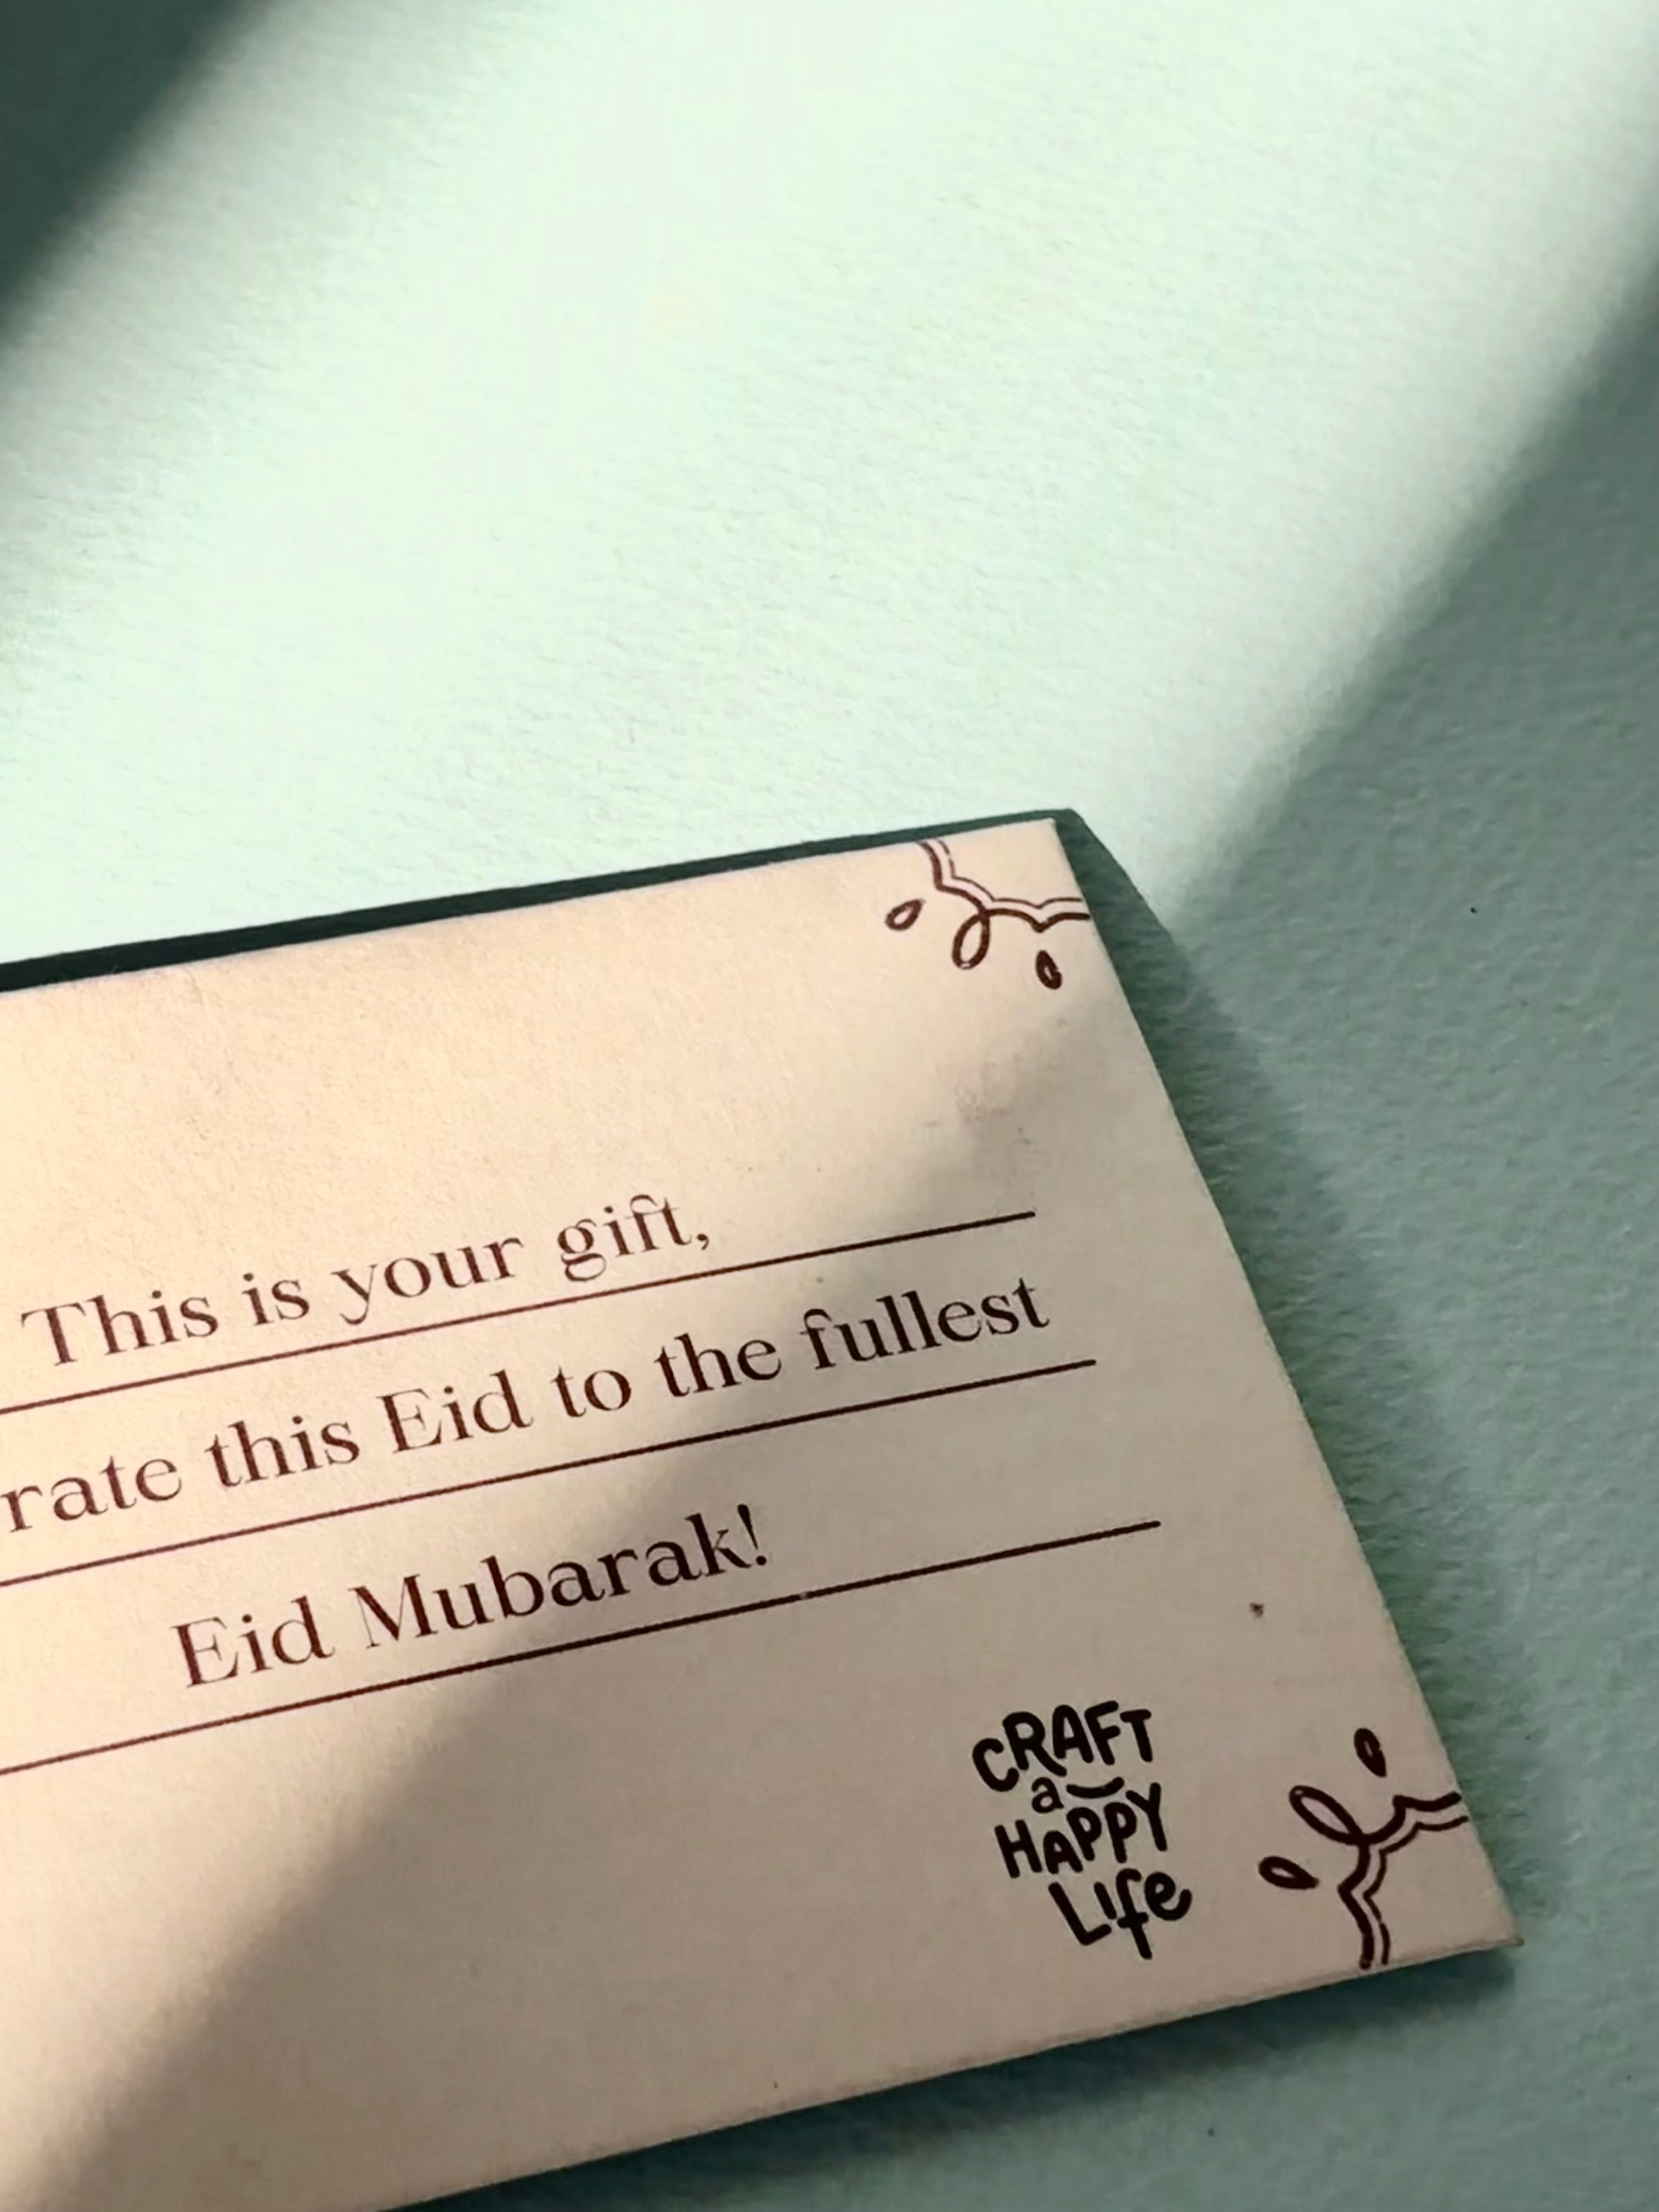 This is your gift,
rate this Eid to the fullest
Eid Mubarak!
CRAFT
a
HAPPY
Life